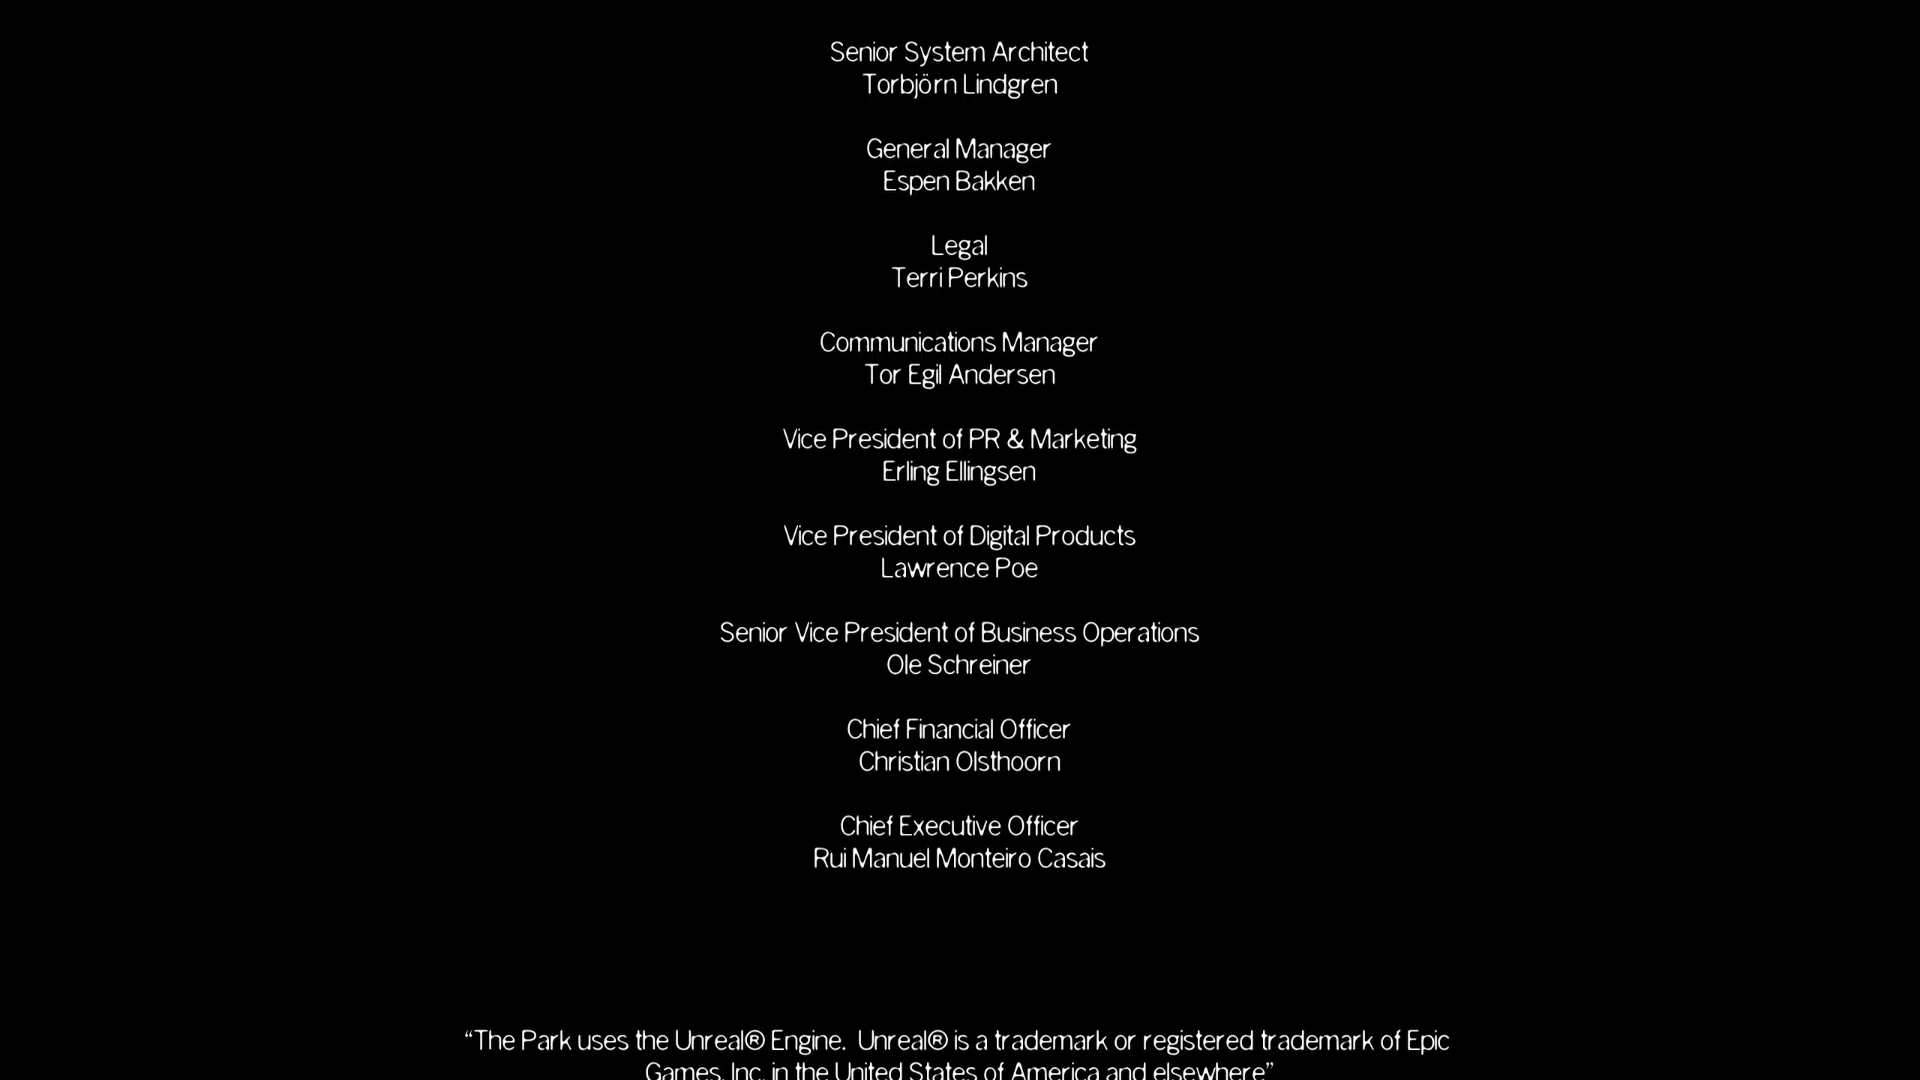 Senior System Architect
Torbjörn Lindgren
General Manager
Espen Bakken
Legal
Terri Perkins
Communications Manager
Tor Egil Andersen
Vice President of PR & Marketing
Erling Ellingsen
Vice President of Digital Products
Lawrence Poe
Senior Vice President of Business Operations
Ole Schreiner
Chief Financial Officer
Christian Olsthoorn
Chief Executive Officer
Rui Manuel Monteiro Casais
“The Park uses the Unreal® Engine.  Unreal® is a trademark or registered trademark of Epic
Games, Inc. in the United States of America and elsewhere”